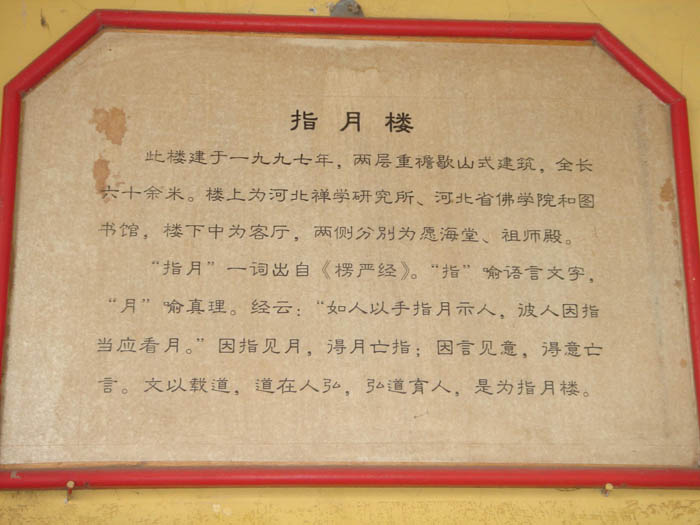 指月楼
此楼建于一九九七年，两层重檐歇山式建筑，全长
六十余米。楼上为河北禅学研究所、河北省佛学院和图
书馆，楼下中为客厅，两侧分别为愿海堂、祖师殿。
“指月”一词出自《楞严经》。“指”喻语言文字，
“月”喻真理。经云：“如人以手指月示人，彼人因指
当应看月。”因指见月，得月亡指；因言见意，得意亡
言。文以载道，道在人弘，弘道育人，是为指月楼。